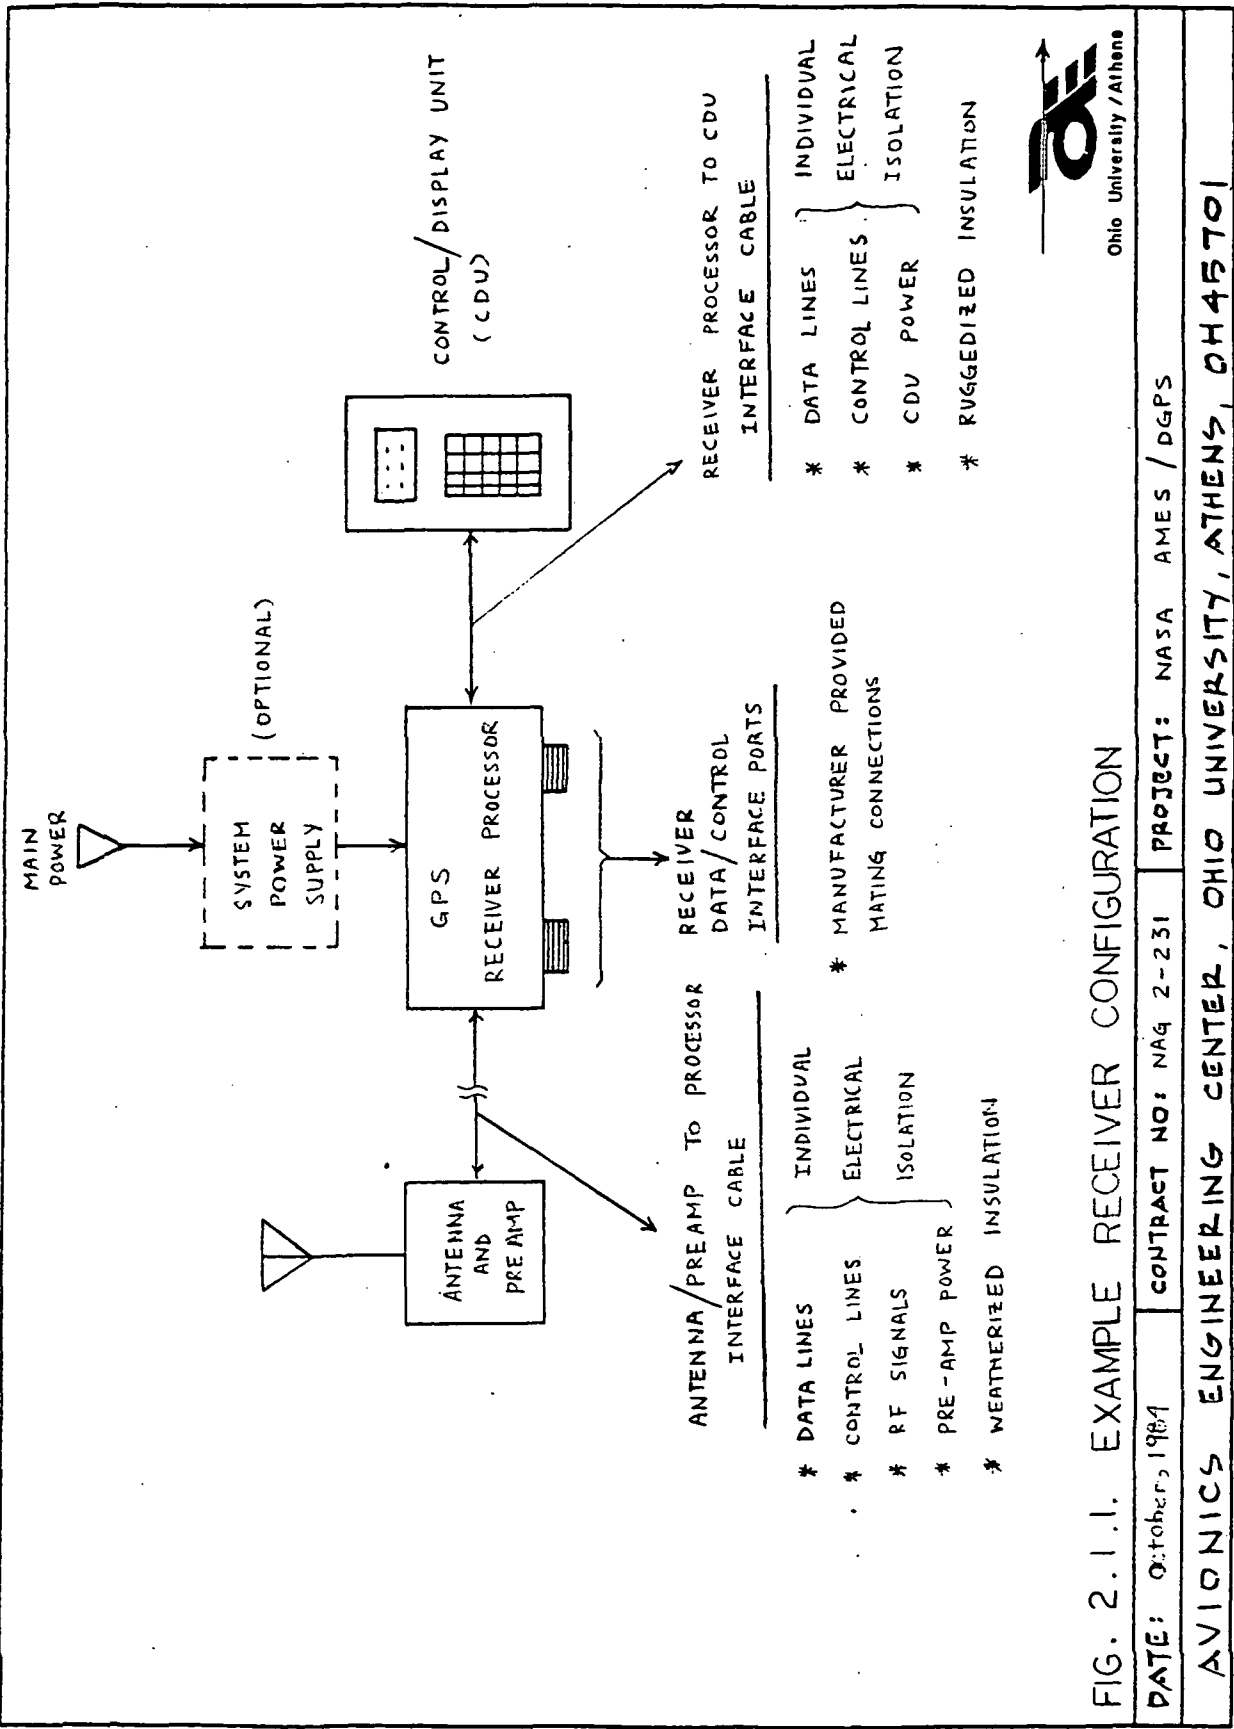 MAIN
POWER
SYSTEM
POWER
SUPPLY
(OPTIONAL)
ANTENNA
AND
PREAMP
GPS
RECEIVER PROCESSOR
CONTROL/DISPLAY UNIT
(CDU)
ANTENNA/PREAMP TO PROCESSOR
INTERFACE CABLE
* DATA LINES
* CONTROL LINES
* RF SIGNALS
* PRE-AMP POWER
INDIVIDUAL
ELECTRICAL
ISOLATION
* WEATHERIZED INSULATION
RECEIVER
DATA/CONTROL
INTERFACE PORTS
* MANUFACTURER PROVIDED
MATING CONNECTIONS
RECEIVER PROCESSOR TO CDU
INTERFACE CABLE
* DATA LINES
* CONTROL LINES
* CDU POWER
INDIVIDUAL
ELECTRICAL
ISOLATION
* RUGGEDIZED INSULATION
Ohio University/Athens
FIG. 2.1.1. EXAMPLE RECEIVER CONFIGURATION
DATE: October, 1984
CONTRACT NO: NAG 2-231
PROJECT: NASA AMES / DGPS
AVIONICS ENGINEERING CENTER, OHIO UNIVERSITY, ATHENS, OH 45701